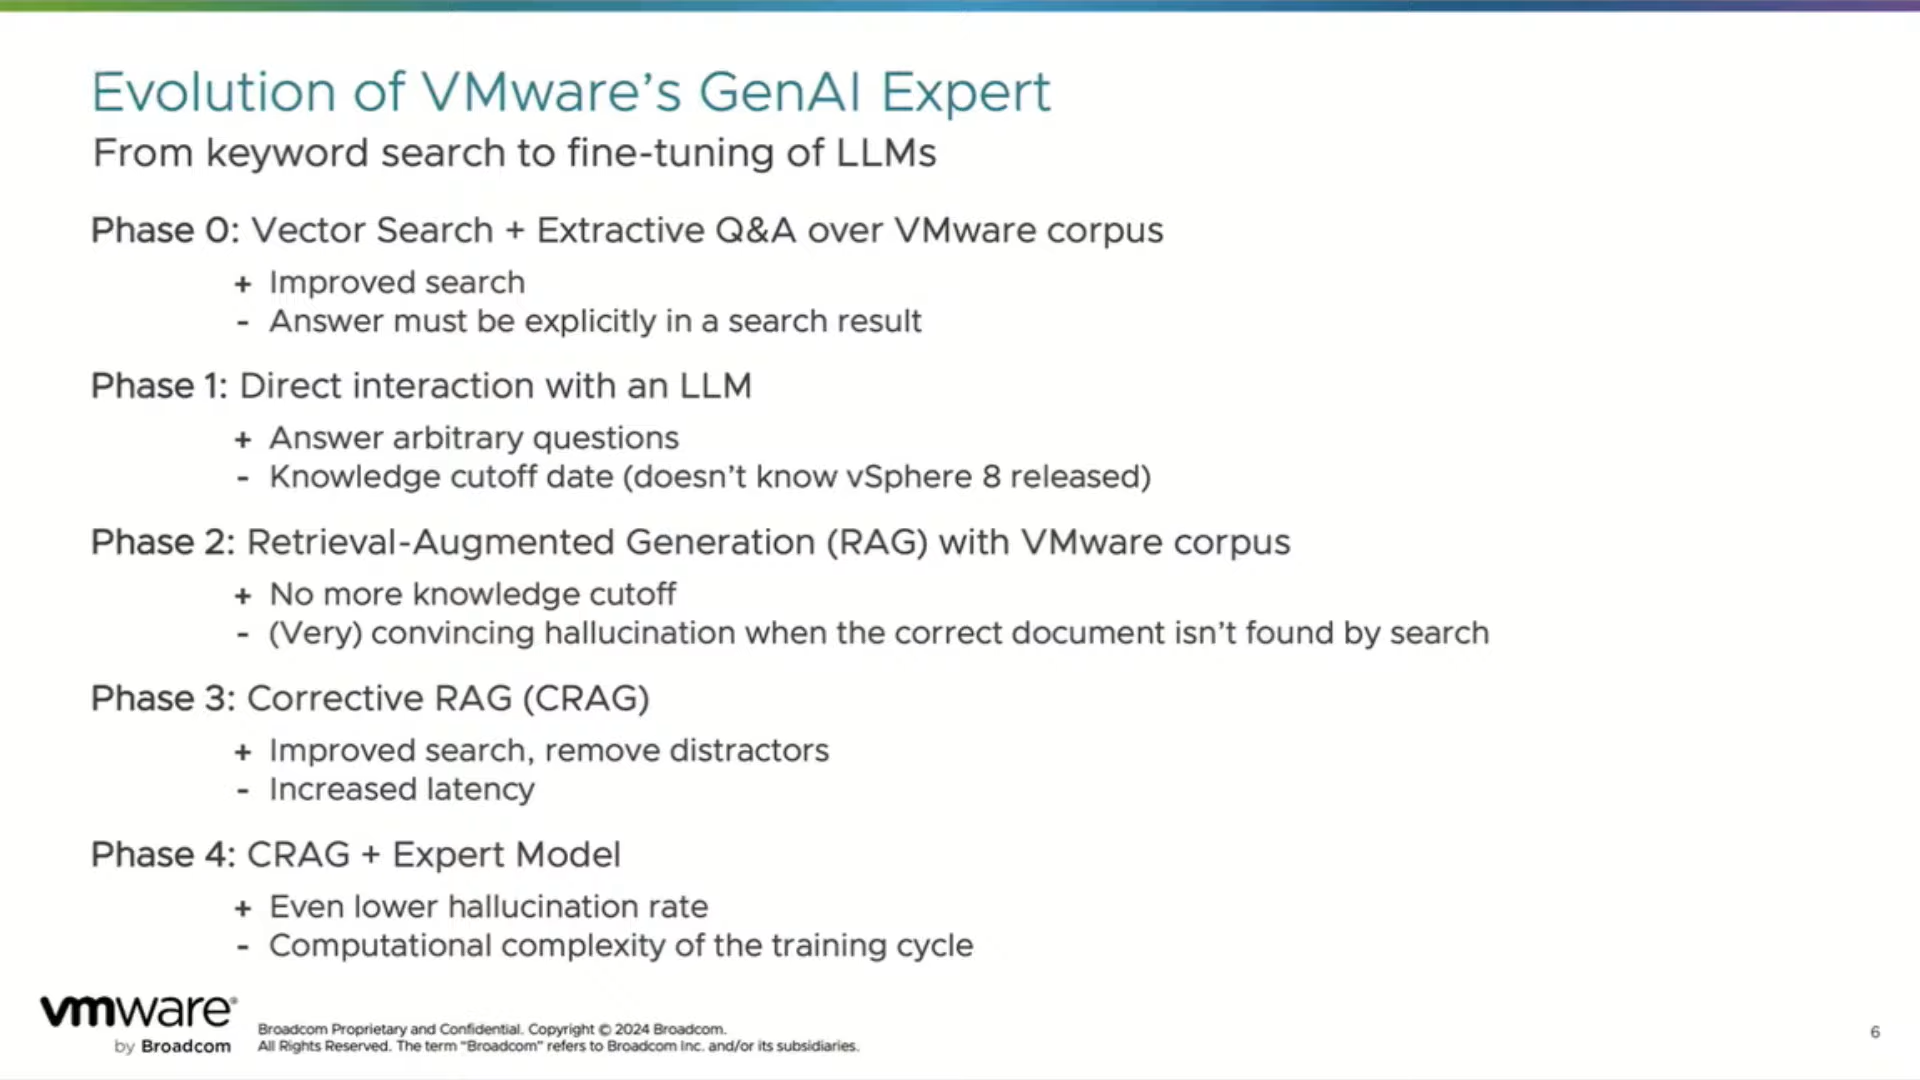 Evolution of VMware’s GenAI Expert
From keyword search to fine-tuning of LLMs
Phase 0: Vector Search + Extractive Q&A over VMware corpus
+ Improved search
- Answer must be explicitly in a search result
Phase 1: Direct interaction with an LLM
+ Answer arbitrary questions
- Knowledge cutoff date (doesn’t know vSphere 8 released)
Phase 2: Retrieval-Augmented Generation (RAG) with VMware corpus
+ No more knowledge cutoff
- (Very) convincing hallucination when the correct document isn’t found by search
Phase 3: Corrective RAG (CRAG)
+ Improved search, remove distractors
- Increased latency
Phase 4: CRAG + Expert Model
+ Even lower hallucination rate
- Computational complexity of the training cycle
vmware®
by Broadcom
Broadcom Proprietary and Confidential. Copyright © 2024 Broadcom.
All Rights Reserved. The term “Broadcom” refers to Broadcom Inc. and/or its subsidiaries.
6